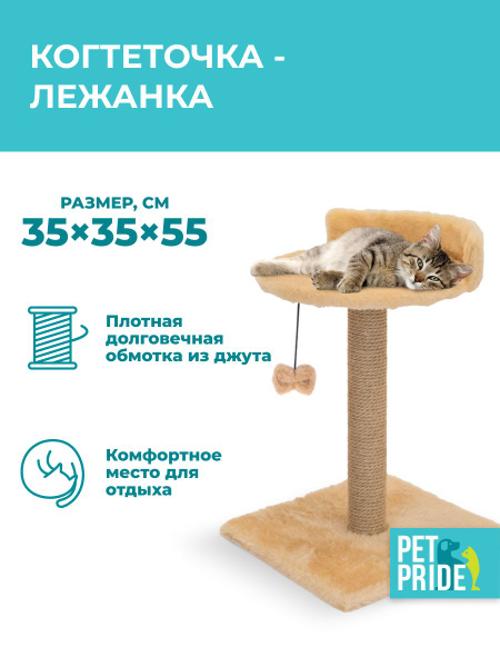 КОГТЕТОЧКА -
ЛЕЖАНКА
РАЗМЕР, СМ
35×35×55
Плотная
долговечная
обмотка из джута
Комфортное
место для
отдыха
PET
PRIDE